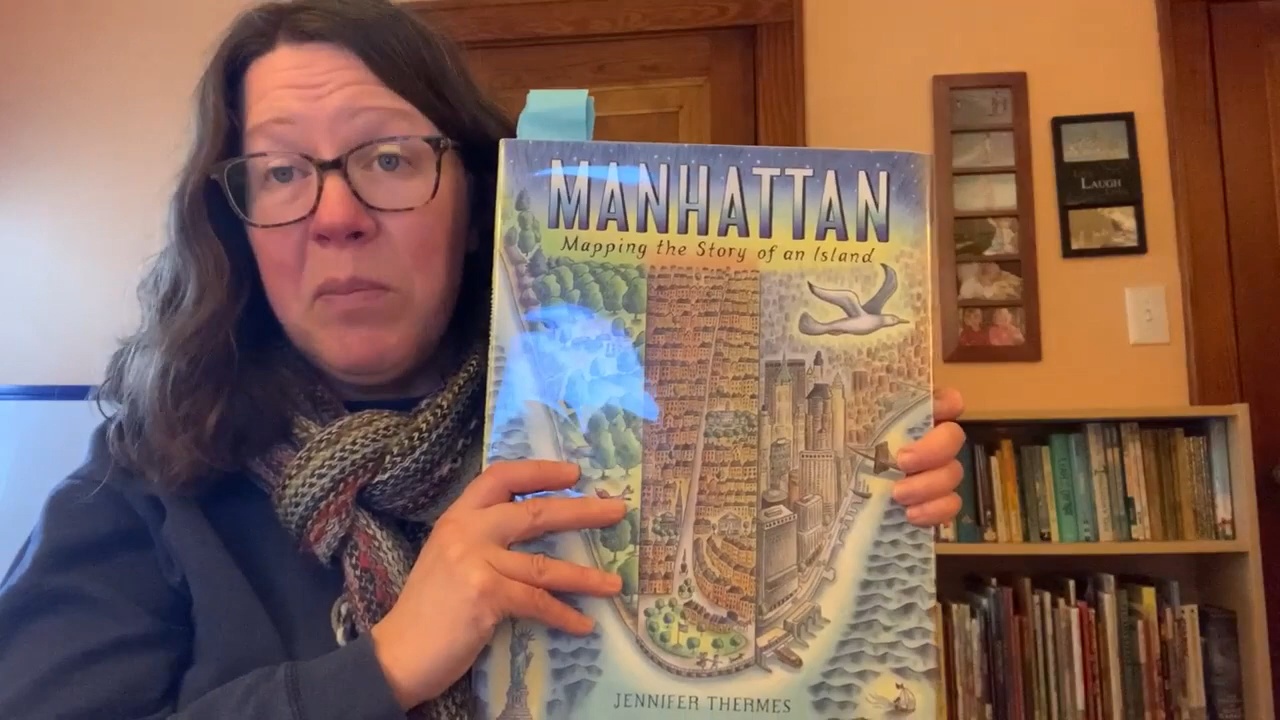 MANHATTAN
Mapping the Story of an Island
JENNIFER THERMES
LAUGH